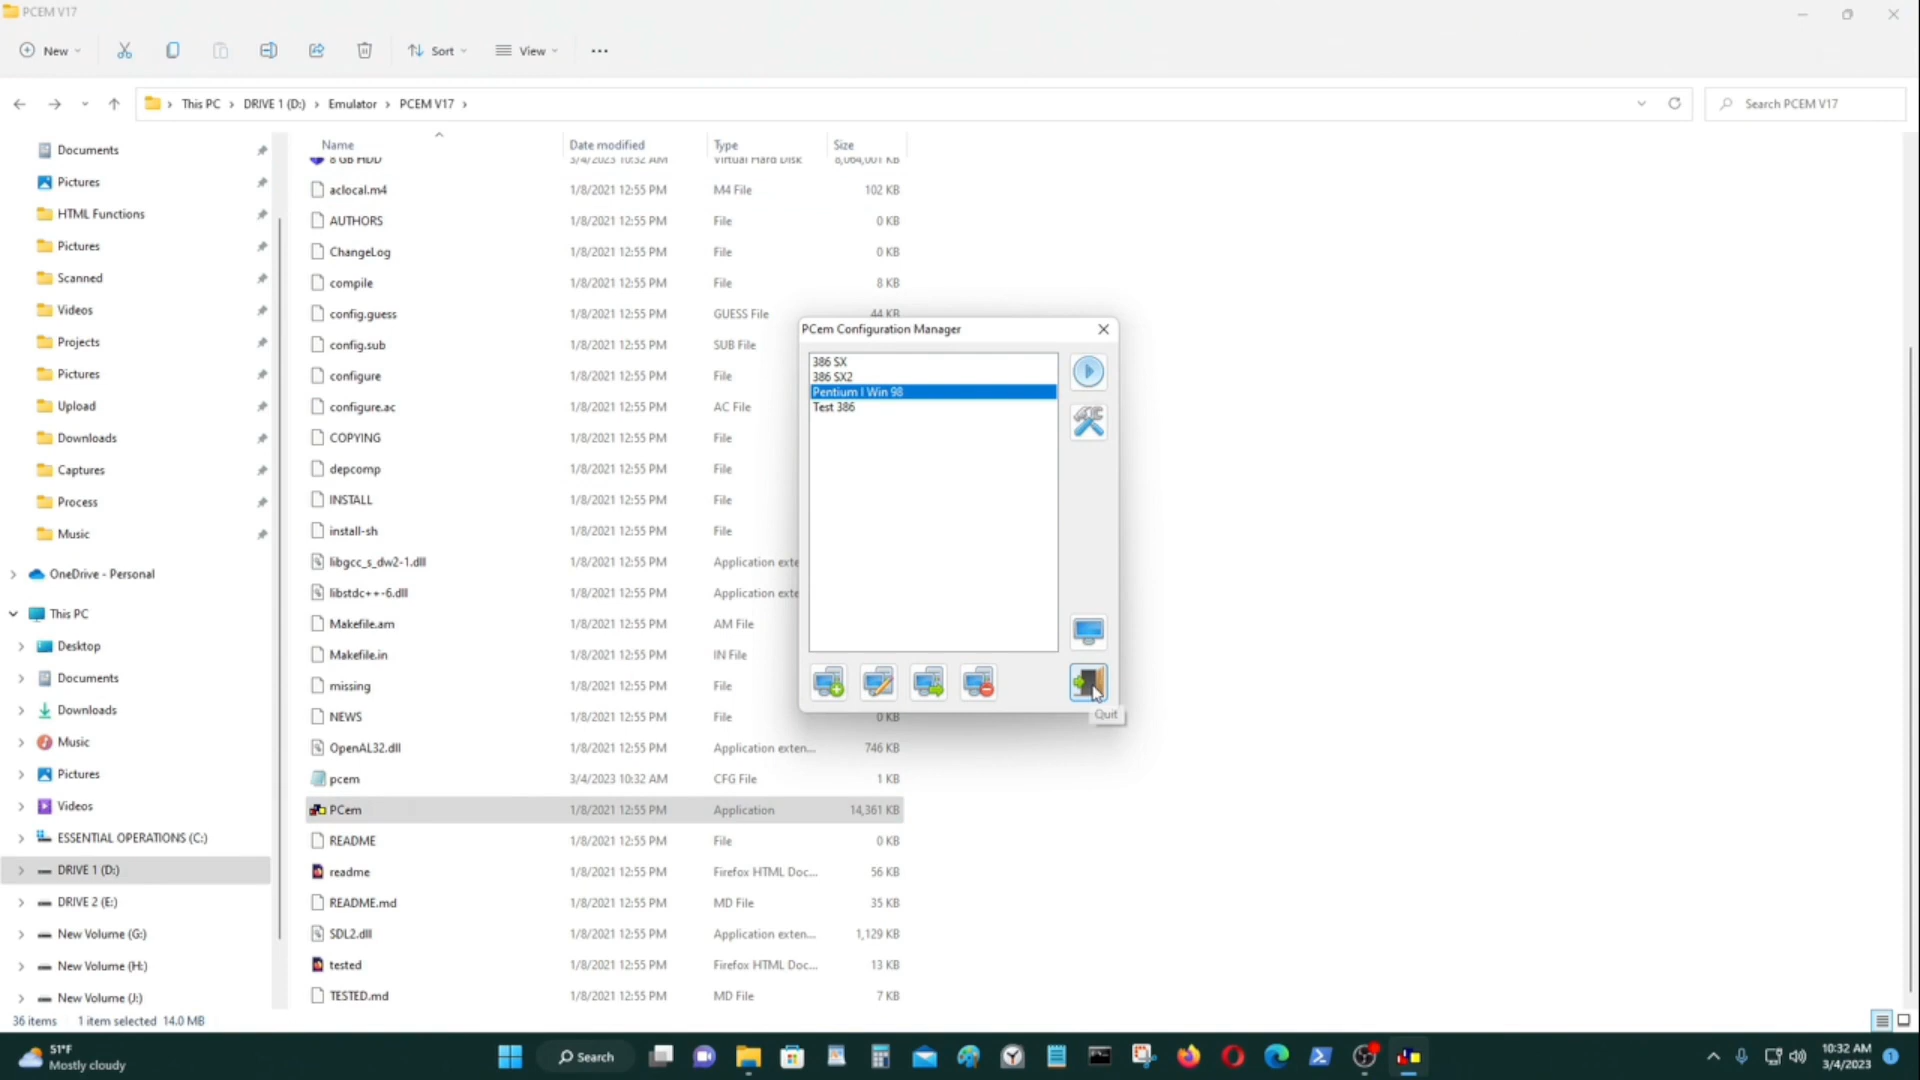 PCEM V17
New
Sort
View
This PC > DRIVE 1 (D:) > Emulator > PCEM V17 >
Search PCEM V17
Name Date modified Type Size
8 GB HDD 3/4/2023 10:32 AM Virtual Hard Disk 8,064,001 KB
aclocal.m4 1/8/2021 12:55 PM M4 File 102 KB
AUTHORS 1/8/2021 12:55 PM File 0 KB
ChangeLog 1/8/2021 12:55 PM File 0 KB
compile 1/8/2021 12:55 PM File 8 KB
config.guess 1/8/2021 12:55 PM GUESS File 44 KB
config.sub 1/8/2021 12:55 PM SUB File
configure 1/8/2021 12:55 PM File
configure.ac 1/8/2021 12:55 PM AC File
COPYING 1/8/2021 12:55 PM File
depcomp 1/8/2021 12:55 PM File
INSTALL 1/8/2021 12:55 PM File
install-sh 1/8/2021 12:55 PM File
libgcc_s_dw2-1.dll 1/8/2021 12:55 PM Application exte
libstdc++-6.dll 1/8/2021 12:55 PM Application exte
Makefile.am 1/8/2021 12:55 PM AM File
Makefile.in 1/8/2021 12:55 PM IN File
missing 1/8/2021 12:55 PM File
NEWS 1/8/2021 12:55 PM File 0 KB
OpenAL32.dll 1/8/2021 12:55 PM Application exten... 746 KB
pcem 3/4/2023 10:32 AM CFG File 1 KB
PCem 1/8/2021 12:55 PM Application 14,361 KB
README 1/8/2021 12:55 PM File 0 KB
readme 1/8/2021 12:55 PM Firefox HTML Doc... 56 KB
README.md 1/8/2021 12:55 PM MD File 35 KB
SDL2.dll 1/8/2021 12:55 PM Application exten... 1,129 KB
tested 1/8/2021 12:55 PM Firefox HTML Doc... 13 KB
TESTED.md 1/8/2021 12:55 PM MD File 7 KB
Documents
Pictures
HTML Functions
Pictures
Scanned
Videos
Projects
Pictures
Upload
Downloads
Captures
Process
Music
OneDrive - Personal
This PC
Desktop
Documents
Downloads
Music
Pictures
Videos
ESSENTIAL OPERATIONS (C:)
DRIVE 1 (D:)
DRIVE 2 (E:)
New Volume (G:)
New Volume (H:)
New Volume (J:)
36 items 1 item selected 14.0 MB
PCem Configuration Manager
386 SX
386 SX2
Pentium I Win 98
Test 386
Quit
51°F
Mostly cloudy
Search
10:32 AM
3/4/2023
1